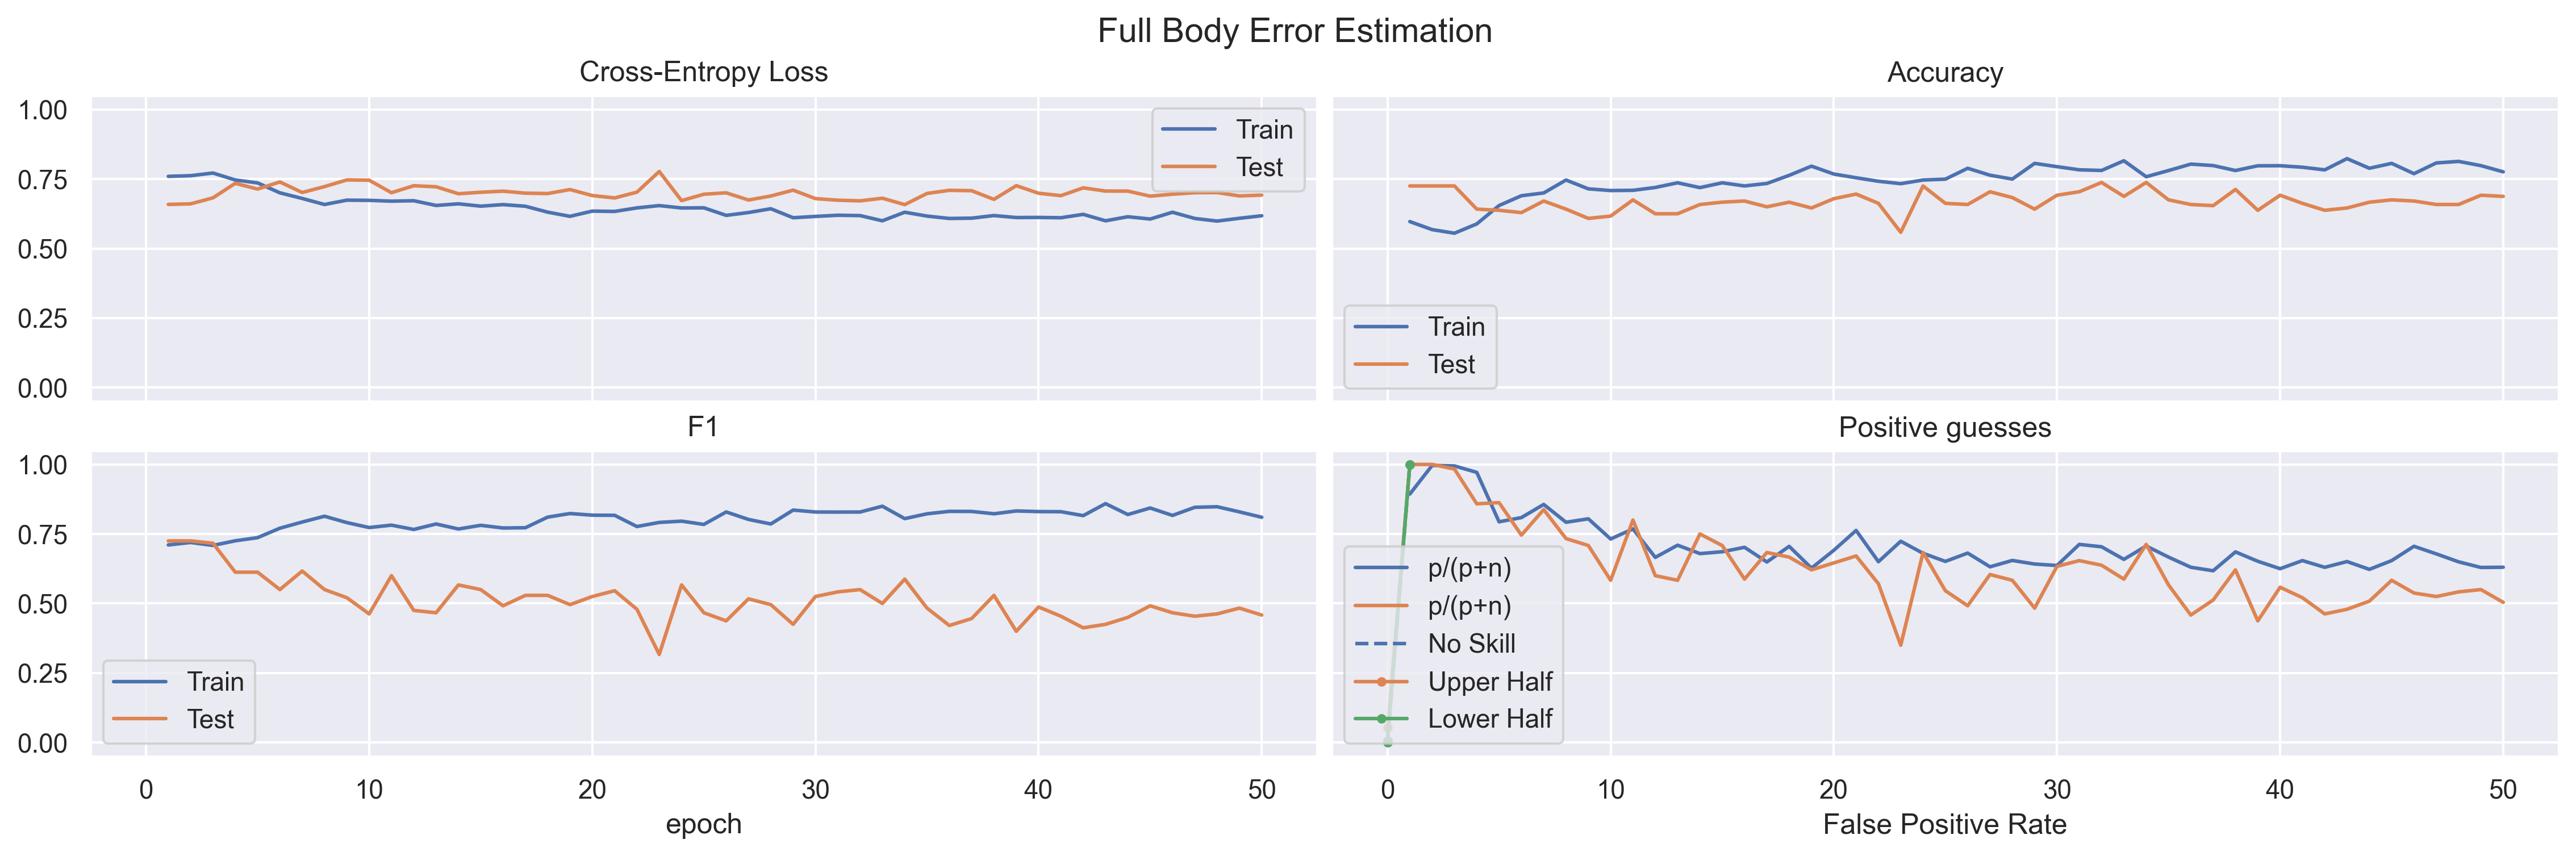 Full Body Error Estimation
Cross-Entropy Loss
1.00
0.75
0.50
0.25
0.00
Train
Test
Accuracy
Train
Test
F1
1.00
0.75
0.50
0.25
0.00
Train
Test
0
10
20
30
40
50
epoch
Positive guesses
p/(p+n)
p/(p+n)
No Skill
Upper Half
Lower Half
0
10
20
30
40
50
False Positive Rate